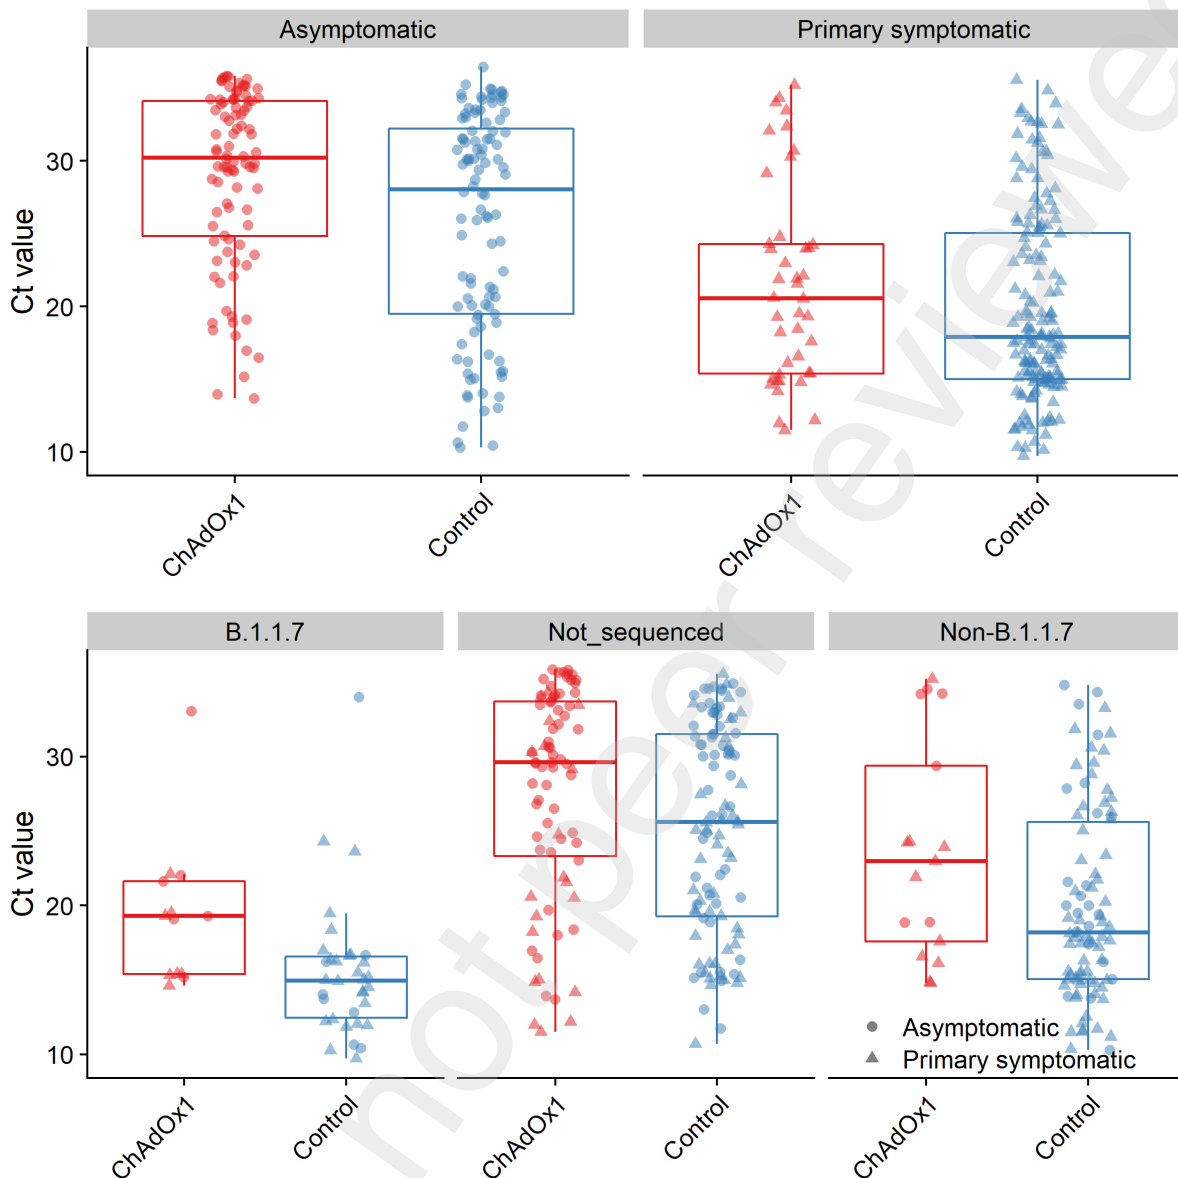 Asymptomatic
Primary symptomatic
Ct value
30
20
10
ChAdOx1
Control
ChAdOx1
Control
B.1.1.7
Not_sequenced
Non-B.1.1.7
Ct value
30
20
10
Asymptomatic
Primary symptomatic
ChAdOx1
Control
ChAdOx1
Control
ChAdOx1
Control
not peer reviewe